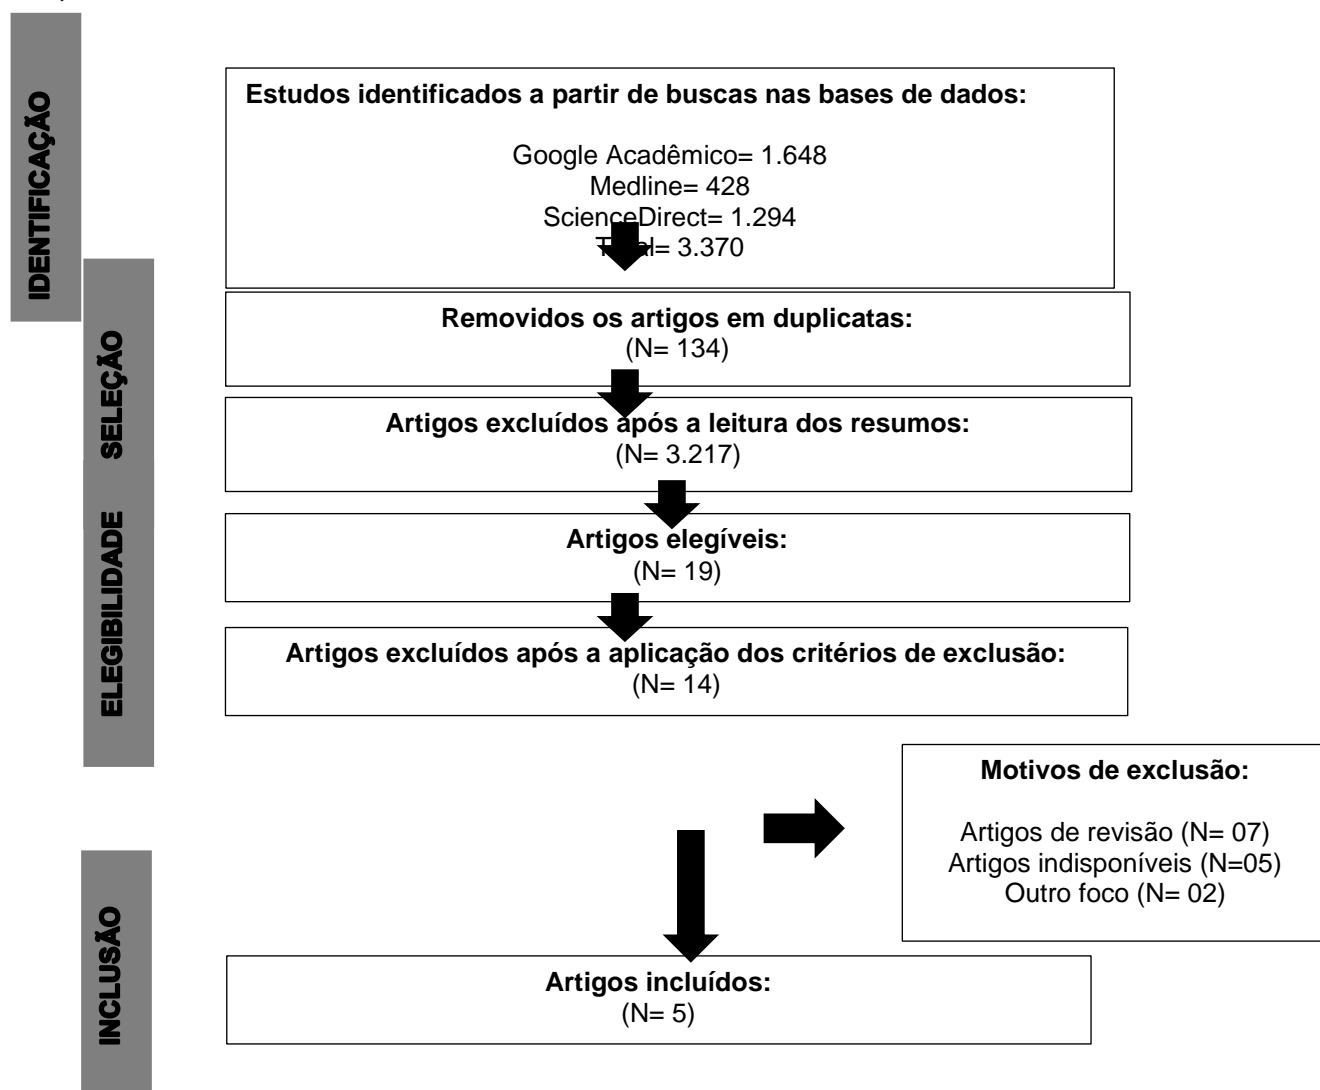 IDENTIFICAÇÃO
Estudos identificados a partir de buscas nas bases de dados:
Google Acadêmico= 1.648
Medline= 428
ScienceDirect= 1.294
Total= 3.370
SELEÇÃO
Removidos os artigos em duplicatas:
(N= 134)
Artigos excluídos após a leitura dos resumos:
(N= 3.217)
ELEGIBILIDADE
Artigos elegíveis:
(N= 19)
Artigos excluídos após a aplicação dos critérios de exclusão:
(N= 14)
Motivos de exclusão:
Artigos de revisão (N= 07)
Artigos indisponíveis (N=05)
Outro foco (N= 02)
INCLUSÃO
Artigos incluídos:
(N= 5)